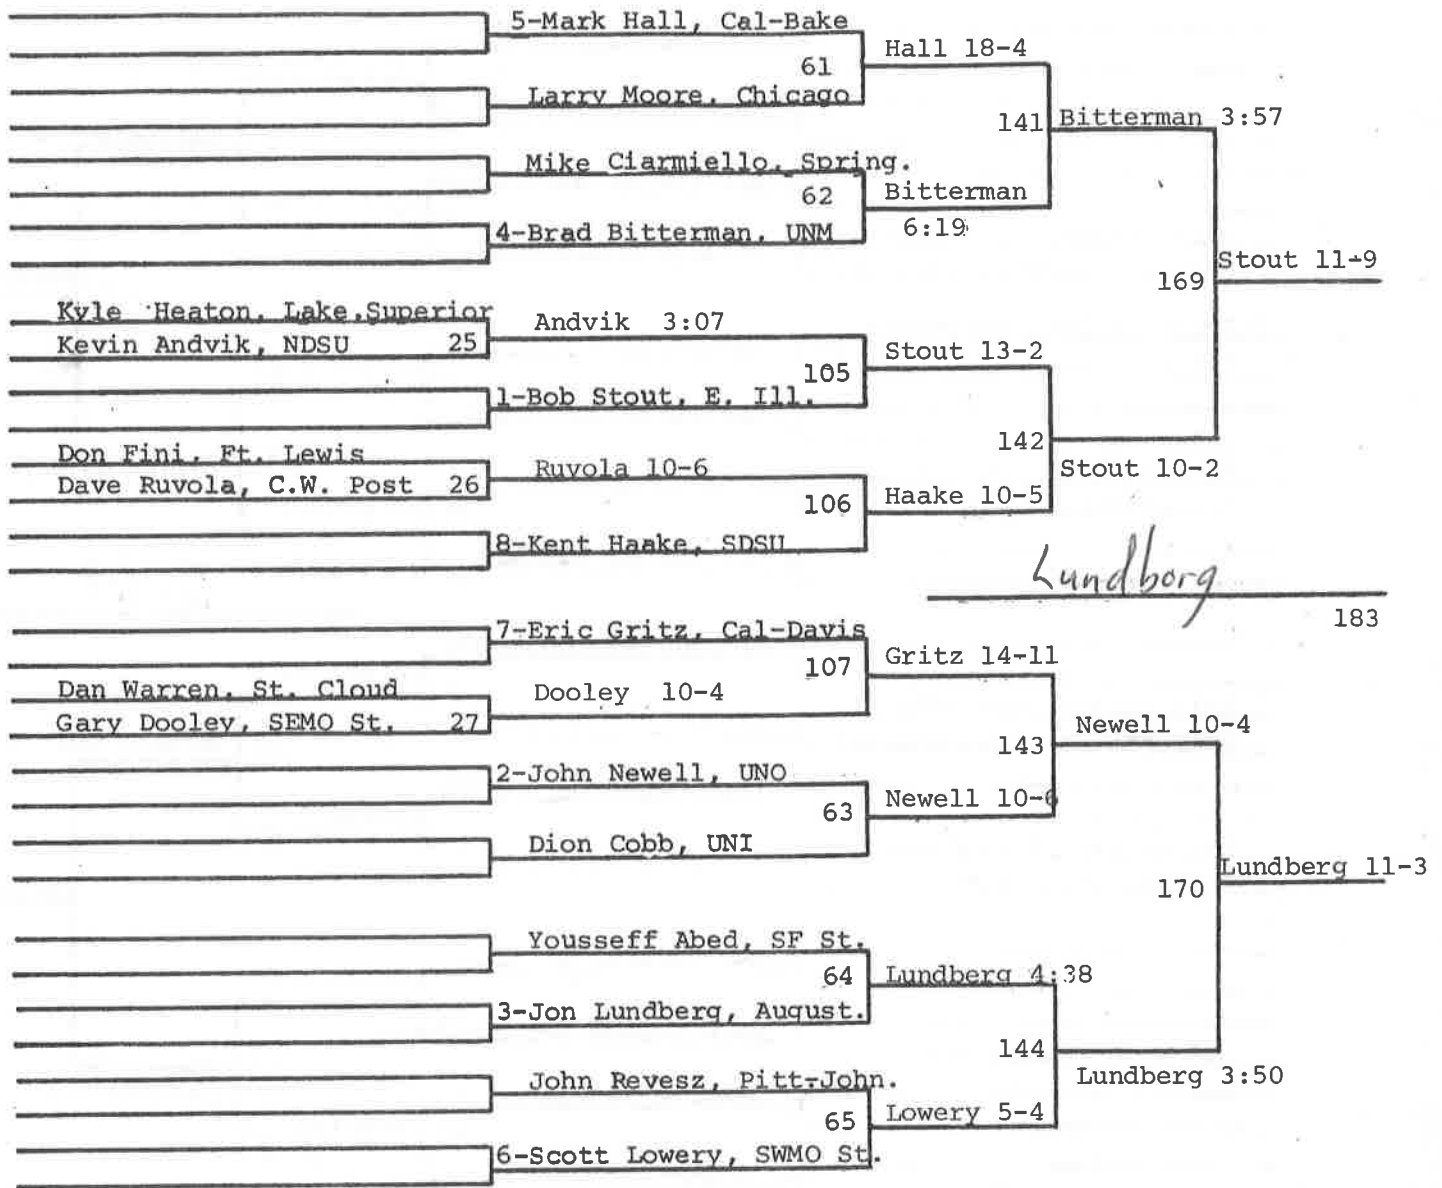 5-Mark Hall, Cal-Bake
Hall 18-4
61
Larry Moore, Chicago
141 Bitterman 3:57
Mike Ciarmiello, Spring.
62 Bitterman
6:19
4-Brad Bitterman, UNM
Stout 11-9
169
Kyle Heaton, Lake Superior
Andvik 3:07
Kevin Andvik, NDSU 25
Stout 13-2
105
1-Bob Stout, E. Ill.
142
Don Fini, Ft. Lewis
Ruvola 10-6
Stout 10-2
Dave Ruvola, C.W. Post 26
106 Haake 10-5
8-Kent Haake, SDSU
Lundborg
183
7-Eric Gritz, Cal-Davis
107 Gritz 14-11
Dan Warren, St. Cloud
Dooley 10-4
Gary Dooley, SEMO St. 27
Newell 10-4
143
2-John Newell, UNO
Newell 10-6
63
Dion Cobb, UNI
Lundberg 11-3
170
Yousseff Abed, SF St.
64 Lundberg 4:38
3-Jon Lundberg, August.
144
John Revesz, Pitt-John.
Lundberg 3:50
65 Lowery 5-4
6-Scott Lowery, SWMO St.